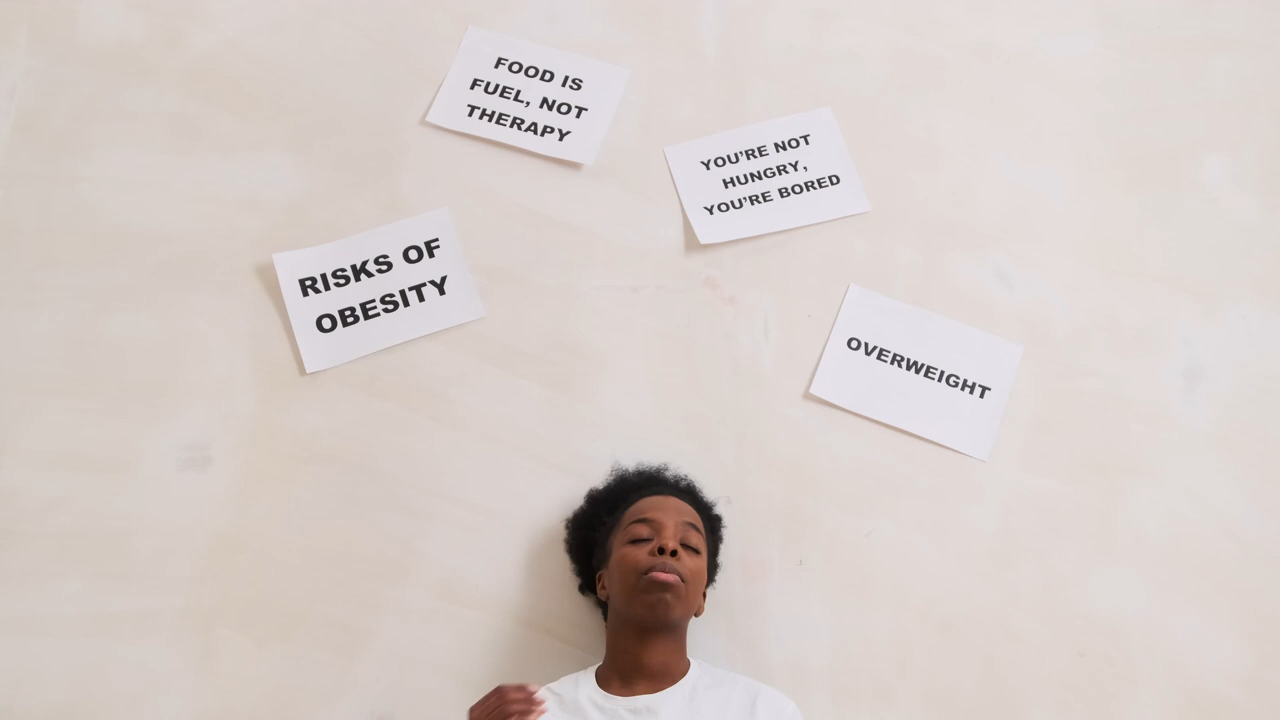 FOOD IS
FUEL, NOT
THERAPY
YOU'RE NOT
HUNGRY,
YOU'RE BORED
RISKS OF
OBESITY
OVERWEIGHT